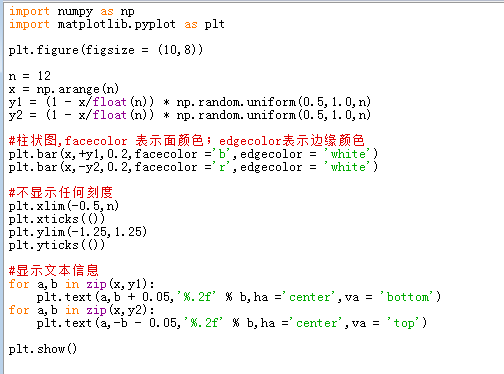 import numpy as np
import matplotlib.pyplot as plt
plt.figure(figsize = (10,8))
n = 12
x = np.arange(n)
y1 = (1 - x/float(n)) * np.random.uniform(0.5,1.0,n)
y2 = (1 - x/float(n)) * np.random.uniform(0.5,1.0,n)
#柱状图,facecolor 表示面颜色；edgecolor表示边缘颜色
plt.bar(x,+y1,0.2,facecolor ='b',edgecolor = 'white')
plt.bar(x,-y2,0.2,facecolor ='r',edgecolor = 'white')
#不显示任何刻度
plt.xlim(-0.5,n)
plt.xticks(())
plt.ylim(-1.25,1.25)
plt.yticks(())
#显示文本信息
for a,b in zip(x,y1):
    plt.text(a,b + 0.05,'%.2f' % b,ha ='center',va = 'bottom')
for a,b in zip(x,y2):
    plt.text(a,-b - 0.05,'%.2f' % b,ha ='center',va = 'top')
plt.show()